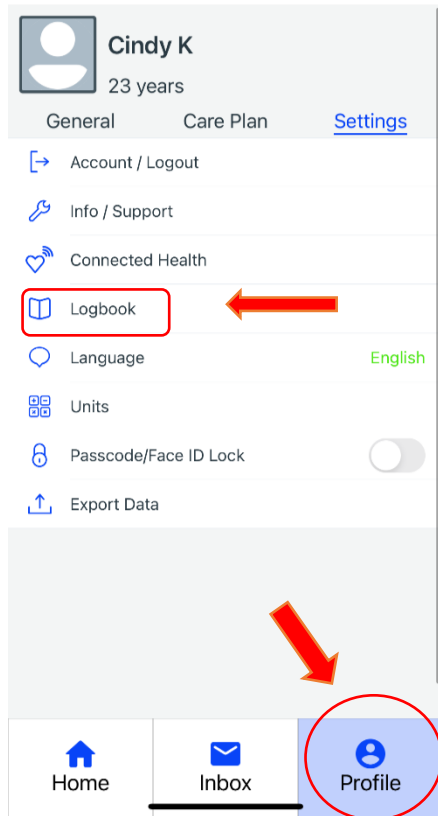 Cindy K
23 years
General Care Plan Settings
Account / Logout
Info / Support
Connected Health
Logbook
Language English
Units
Passcode/Face ID Lock
Export Data
Home Inbox Profile